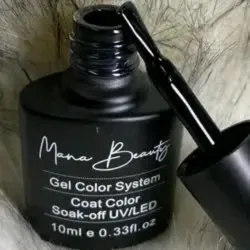 Mana Beauty
Gel Color System
Coat Color
Soak-off UV/LED
10ml e 0.33fl.oz